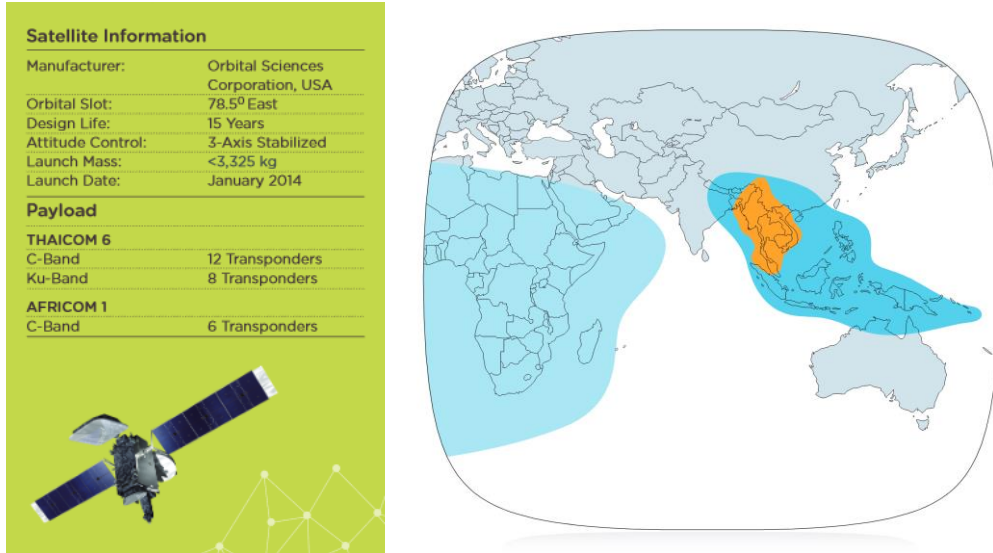 Satellite Information
Manufacturer: Orbital Sciences
Corporation, USA
Orbital Slot: 78.5⁰ East
Design Life: 15 Years
Attitude Control: 3-Axis Stabilized
Launch Mass: <3,325 kg
Launch Date: January 2014
Payload
THAICOM 6
C-Band 12 Transponders
Ku-Band 8 Transponders
AFRICOM 1
C-Band 6 Transponders